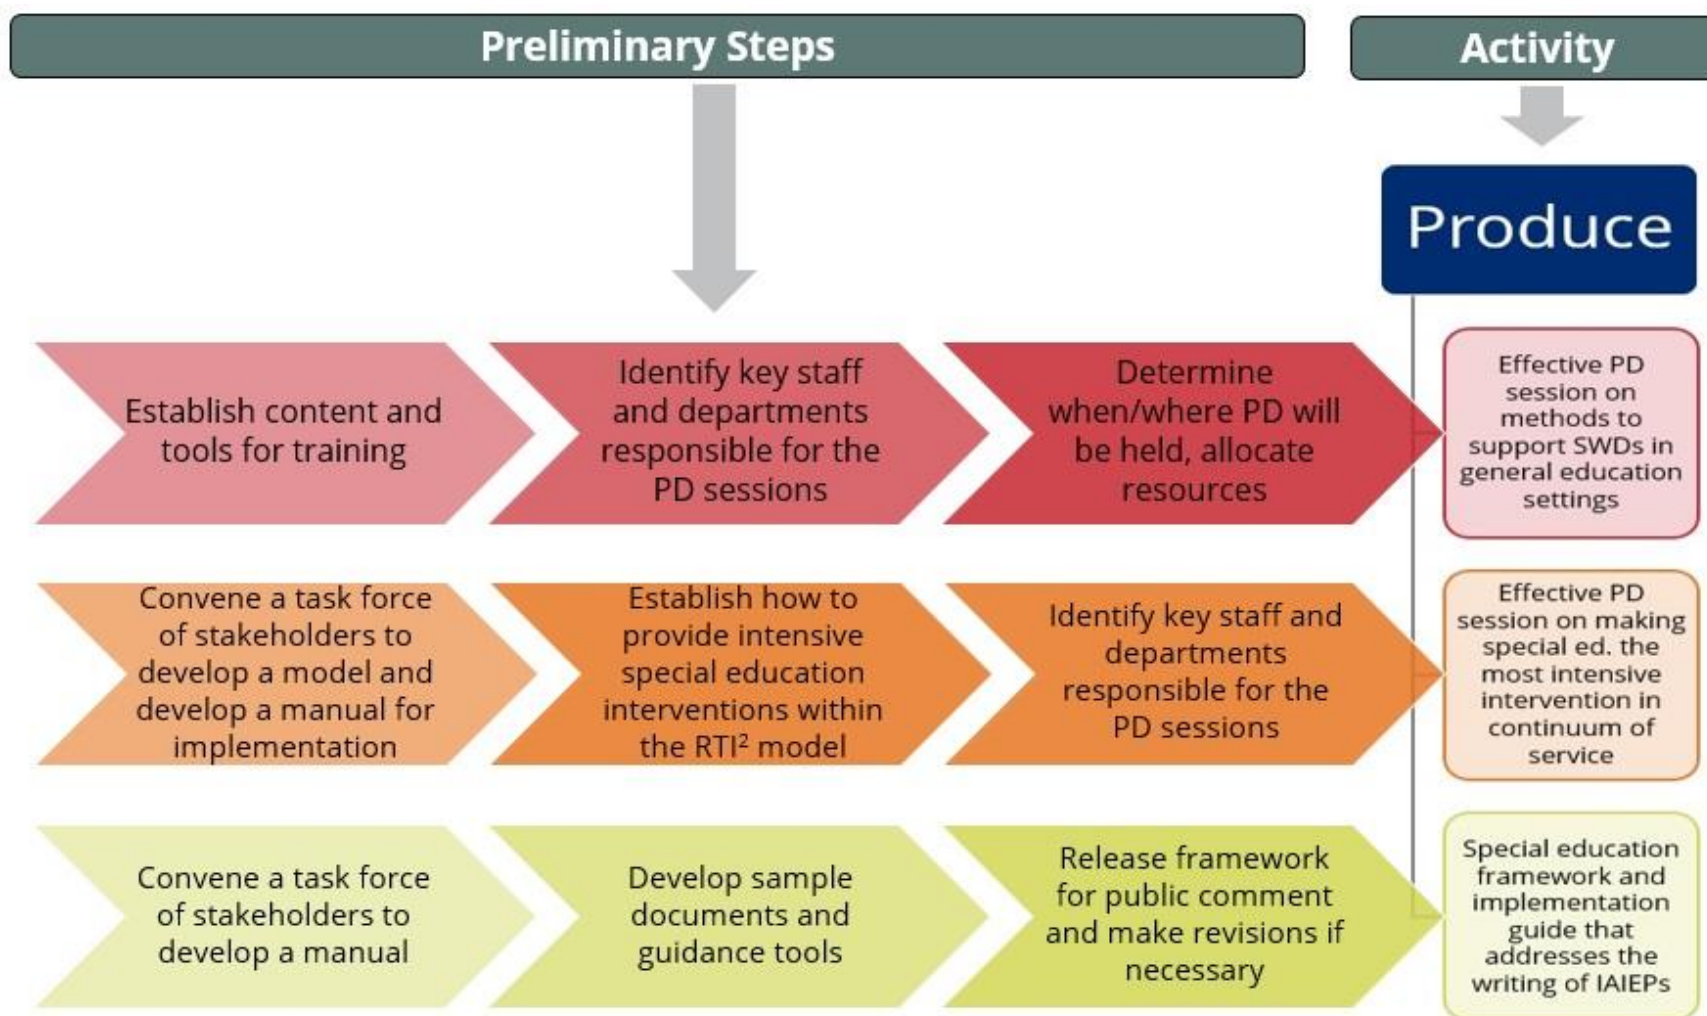 Preliminary Steps
Activity
Produce
Establish content and
tools for training
Identify key staff
and departments
responsible for the
PD sessions
Determine
when/where PD will
be held, allocate
resources
Effective PD
session on
methods to
support SWDs in
general education
settings
Convene a task force
of stakeholders to
develop a model and
develop a manual for
implementation
Establish how to
provide intensive
special education
interventions within
the RTI² model
Identify key staff and
departments
responsible for the
PD sessions
Effective PD
session on making
special ed. the
most intensive
intervention in
continuum of
service
Convene a task force
of stakeholders to
develop a manual
Develop sample
documents and
guidance tools
Release framework
for public comment
and make revisions if
necessary
Special education
framework and
implementation
guide that
addresses the
writing of IAIEPs